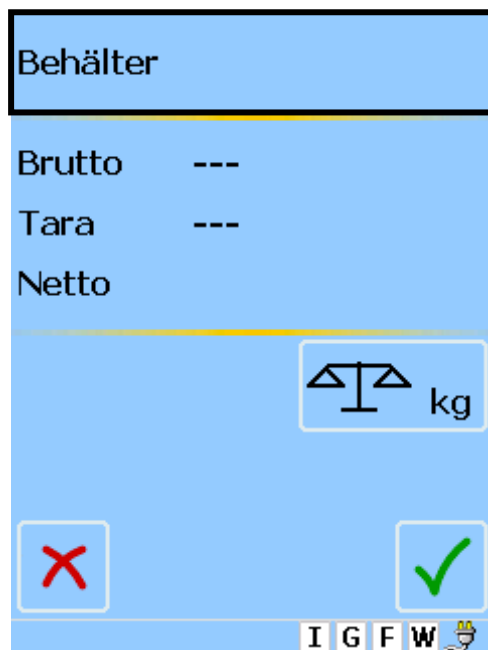 Behälter
Brutto ---
Tara ---
Netto
kg
I G F W